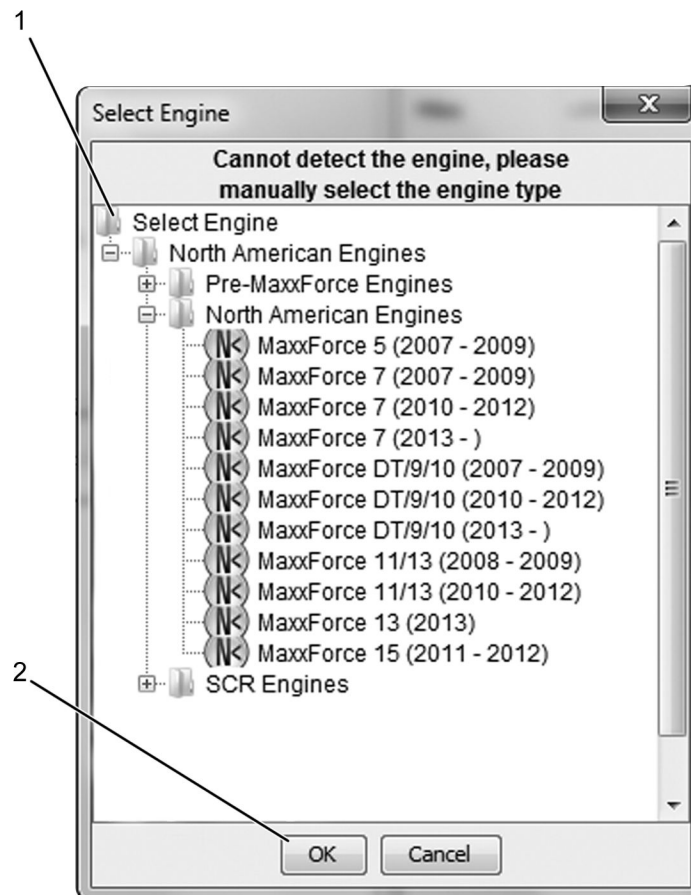 1
Select Engine
X
Cannot detect the engine, please
manually select the engine type
Select Engine
North American Engines
Pre-MaxxForce Engines
North American Engines
N< MaxxForce 5 (2007 - 2009)
N< MaxxForce 7 (2007 - 2009)
N< MaxxForce 7 (2010 - 2012)
N< MaxxForce 7 (2013 - )
N< MaxxForce DT/9/10 (2007 - 2009)
N< MaxxForce DT/9/10 (2010 - 2012)
N< MaxxForce DT/9/10 (2013 - )
N< MaxxForce 11/13 (2008 - 2009)
N< MaxxForce 11/13 (2010 - 2012)
N< MaxxForce 13 (2013)
N< MaxxForce 15 (2011 - 2012)
2
SCR Engines
OK Cancel